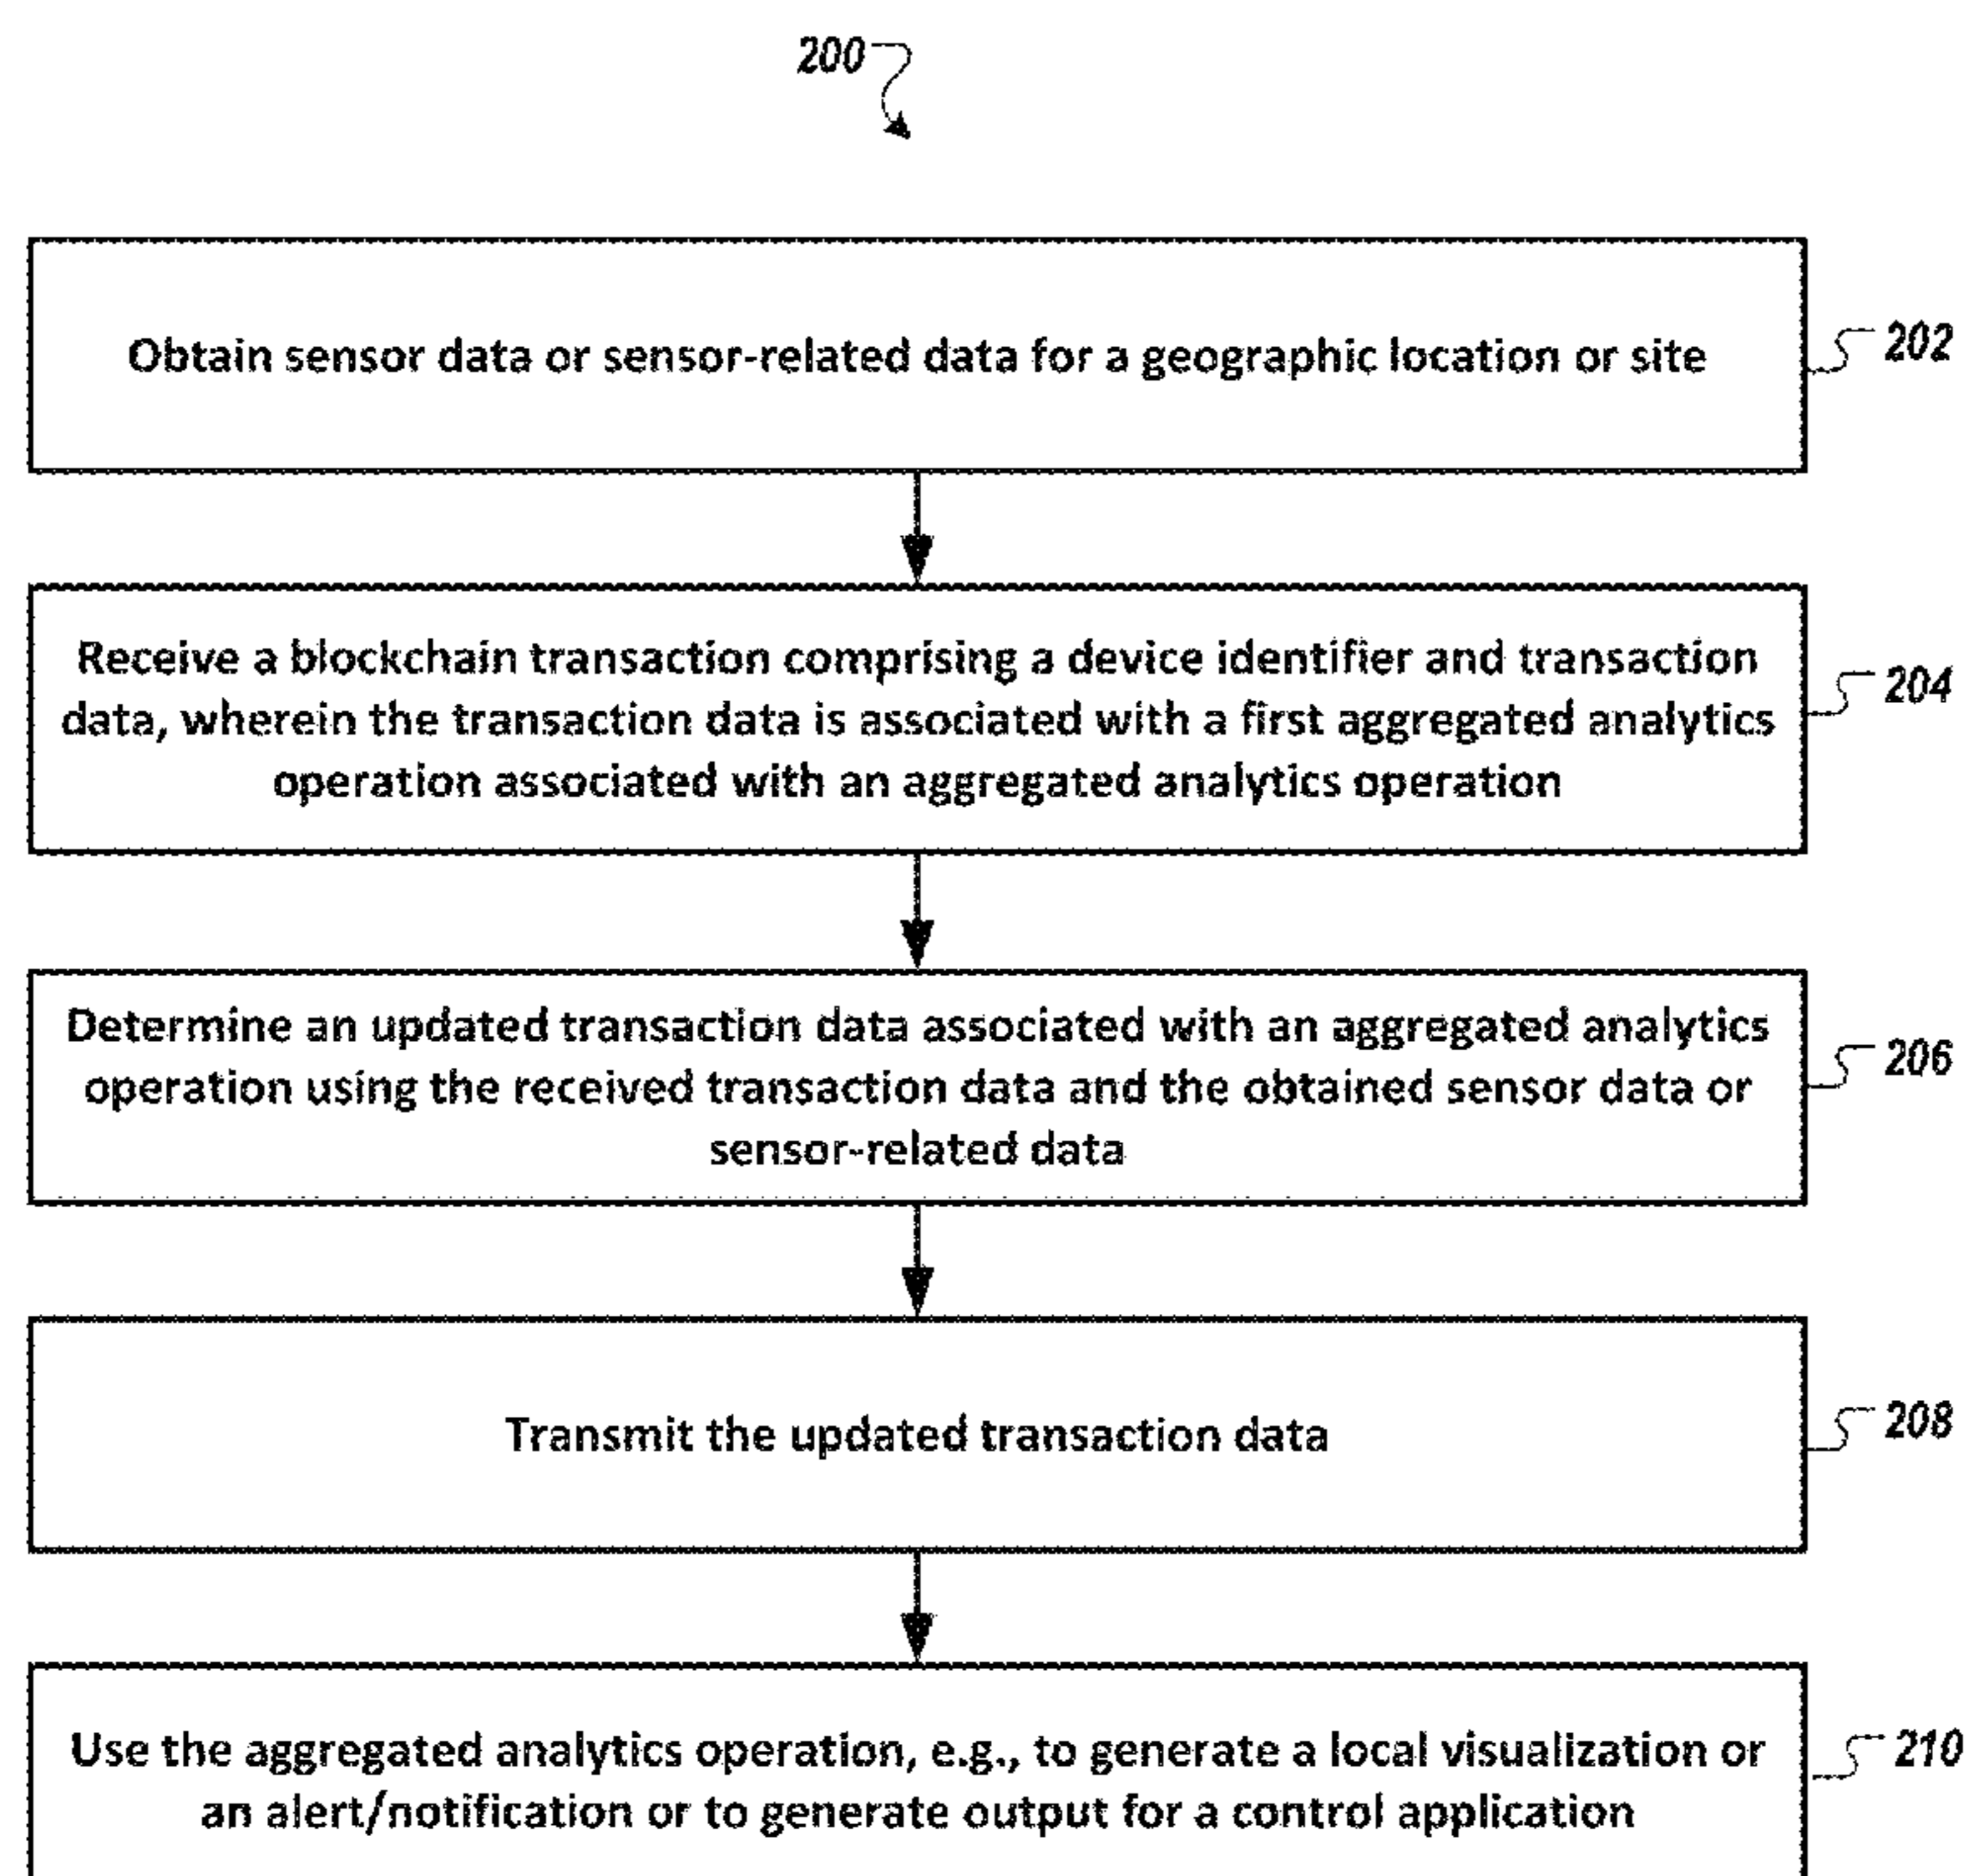 200
Obtain sensor data or sensor-related data for a geographic location or site
202
Receive a blockchain transaction comprising a device identifier and transaction
data, wherein the transaction data is associated with a first aggregated analytics
operation associated with an aggregated analytics operation
204
Determine an updated transaction data associated with an aggregated analytics
operation using the received transaction data and the obtained sensor data or
sensor-related data
206
Transmit the updated transaction data
208
Use the aggregated analytics operation, e.g., to generate a local visualization or
an alert/notification or to generate output for a control application
210